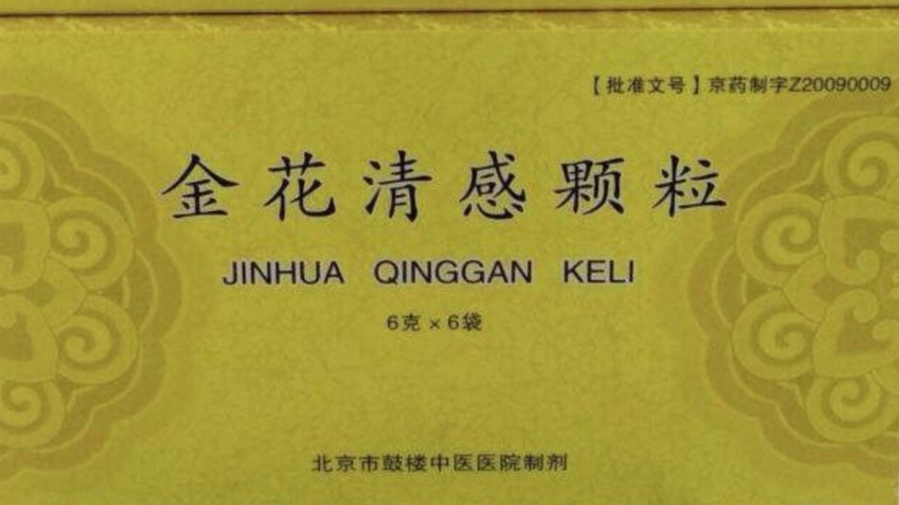 【批准文号】京药制字Z20090009
金花清感颗粒
JINHUA QINGGAN KELI
6克×6袋
北京市鼓楼中医医院制剂